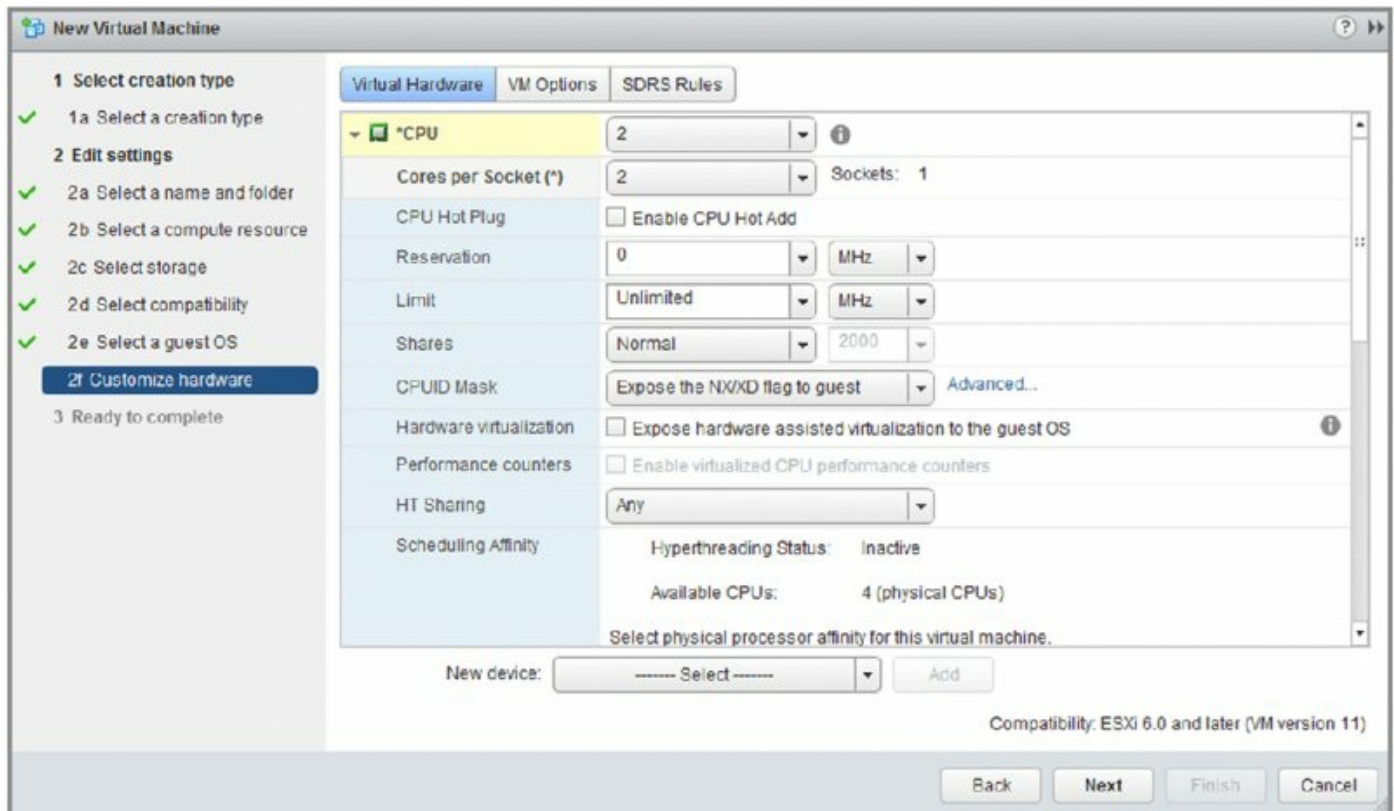 New Virtual Machine
1 Select creation type
1a Select a creation type
2 Edit settings
2a Select a name and folder
2b Select a compute resource
2c Select storage
2d Select compatibility
2e Select a guest OS
2f Customize hardware
3 Ready to complete
Virtual Hardware VM Options SDRS Rules
*CPU 2
Cores per Socket (*) 2 Sockets: 1
CPU Hot Plug Enable CPU Hot Add
Reservation 0 MHz
Limit Unlimited MHz
Shares Normal 2000
CPUID Mask Expose the NX/XD flag to guest Advanced...
Hardware virtualization Expose hardware assisted virtualization to the guest OS
Performance counters Enable virtualized CPU performance counters
HT Sharing Any
Scheduling Affinity Hyperthreading Status: Inactive
Available CPUs: 4 (physical CPUs)
Select physical processor affinity for this virtual machine.
New device: ------- Select ------- Add
Compatibility: ESXi 6.0 and later (VM version 11)
Back Next Finish Cancel